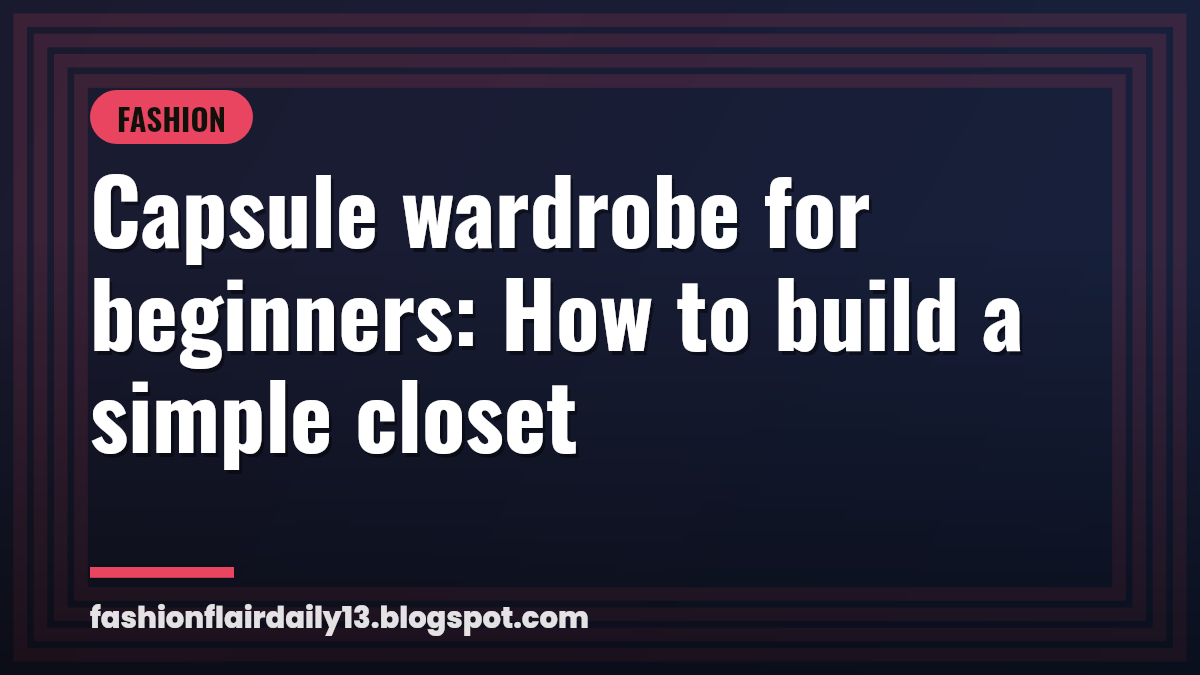 FASHION
Capsule wardrobe for
beginners: How to build a
simple closet
fashionflairdaily13.blogspot.com